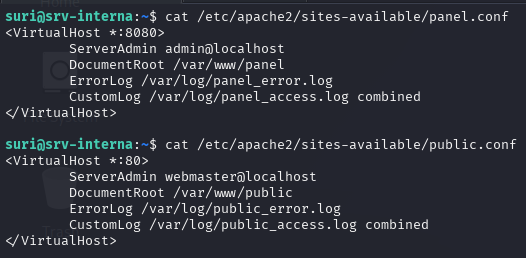 suri@srv-interna:~$ cat /etc/apache2/sites-available/panel.conf
<VirtualHost *:8080>
        ServerAdmin admin@localhost
        DocumentRoot /var/www/panel
        ErrorLog /var/log/panel_error.log
        CustomLog /var/log/panel_access.log combined
</VirtualHost>

suri@srv-interna:~$ cat /etc/apache2/sites-available/public.conf
<VirtualHost *:80>
        ServerAdmin webmaster@localhost
        DocumentRoot /var/www/public
        ErrorLog /var/log/public_error.log
        CustomLog /var/log/public_access.log combined
</VirtualHost>